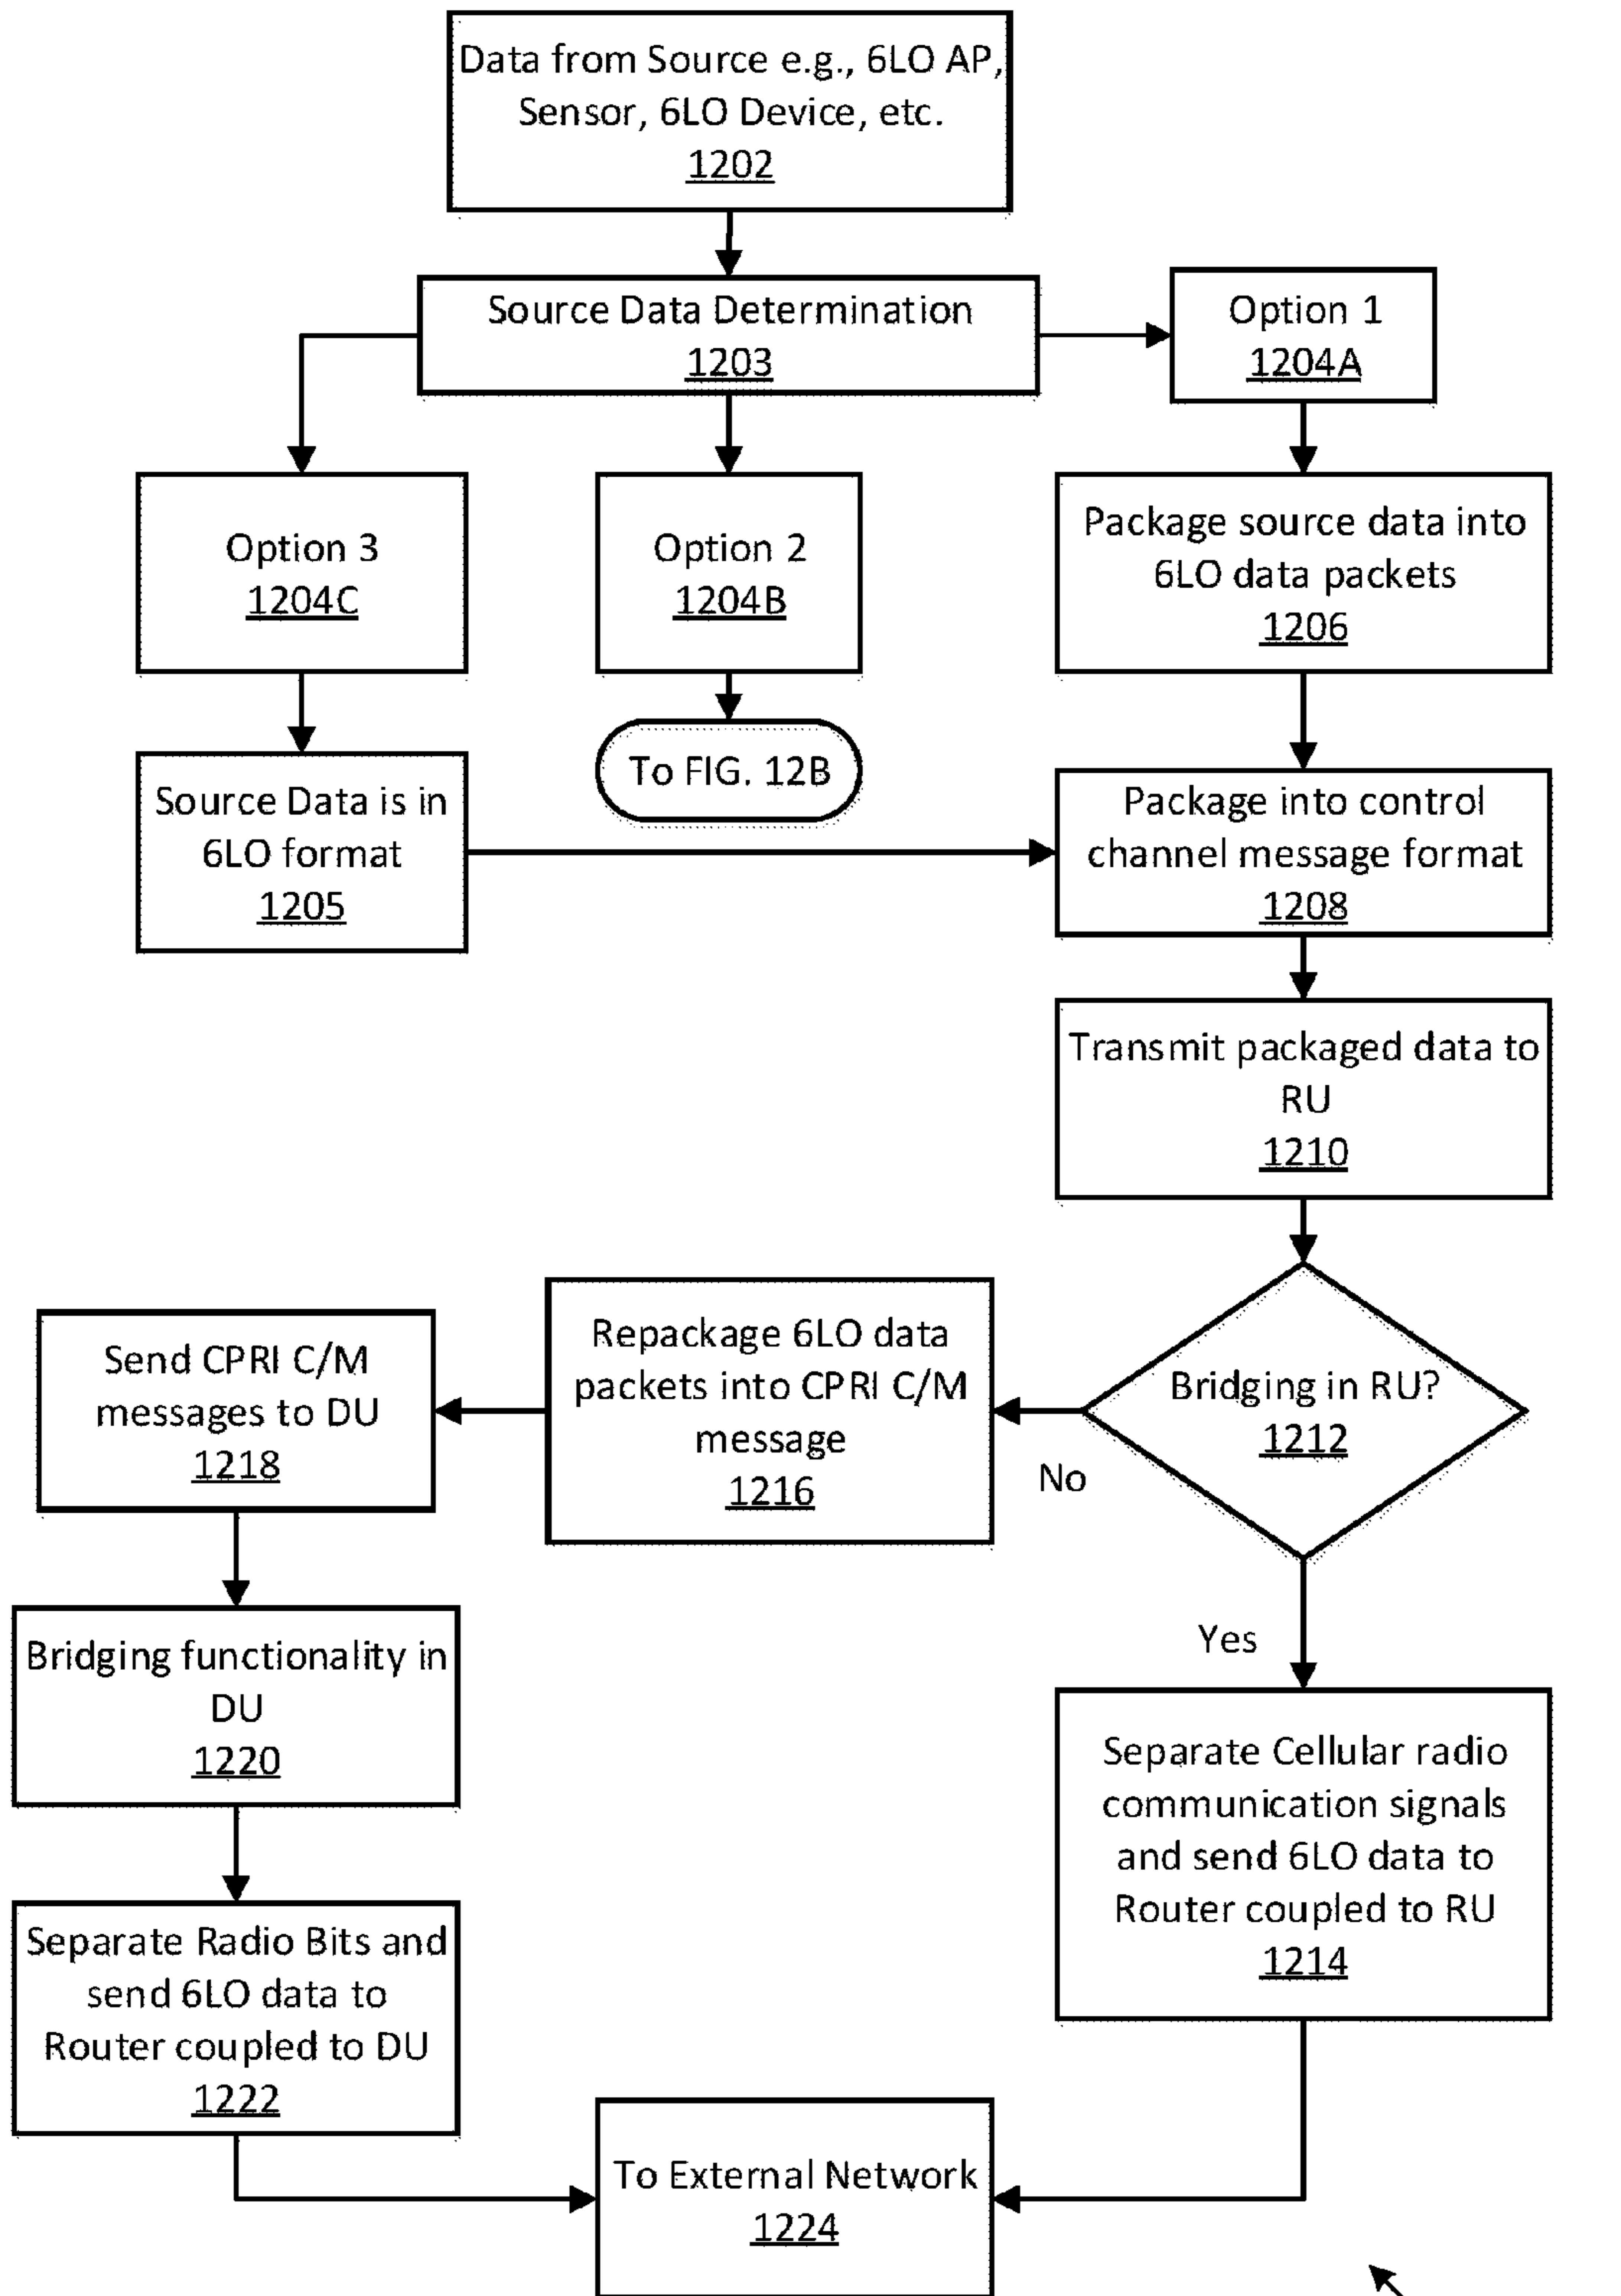 Data from Source e.g., 6LO AP,
Sensor, 6LO Device, etc.
1202
Source Data Determination
1203
Option 1
1204A
Option 3
1204C
Option 2
1204B
Package source data into
6LO data packets
1206
To FIG. 12B
Source Data is in
6LO format
1205
Package into control
channel message format
1208
Transmit packaged data to
RU
1210
Bridging in RU?
1212
No
Yes
Repackage 6LO data
packets into CPRI C/M
message
1216
Send CPRI C/M
messages to DU
1218
Bridging functionality in
DU
1220
Separate Cellular radio
communication signals
and send 6LO data to
Router coupled to RU
1214
Separate Radio Bits and
send 6LO data to
Router coupled to DU
1222
To External Network
1224